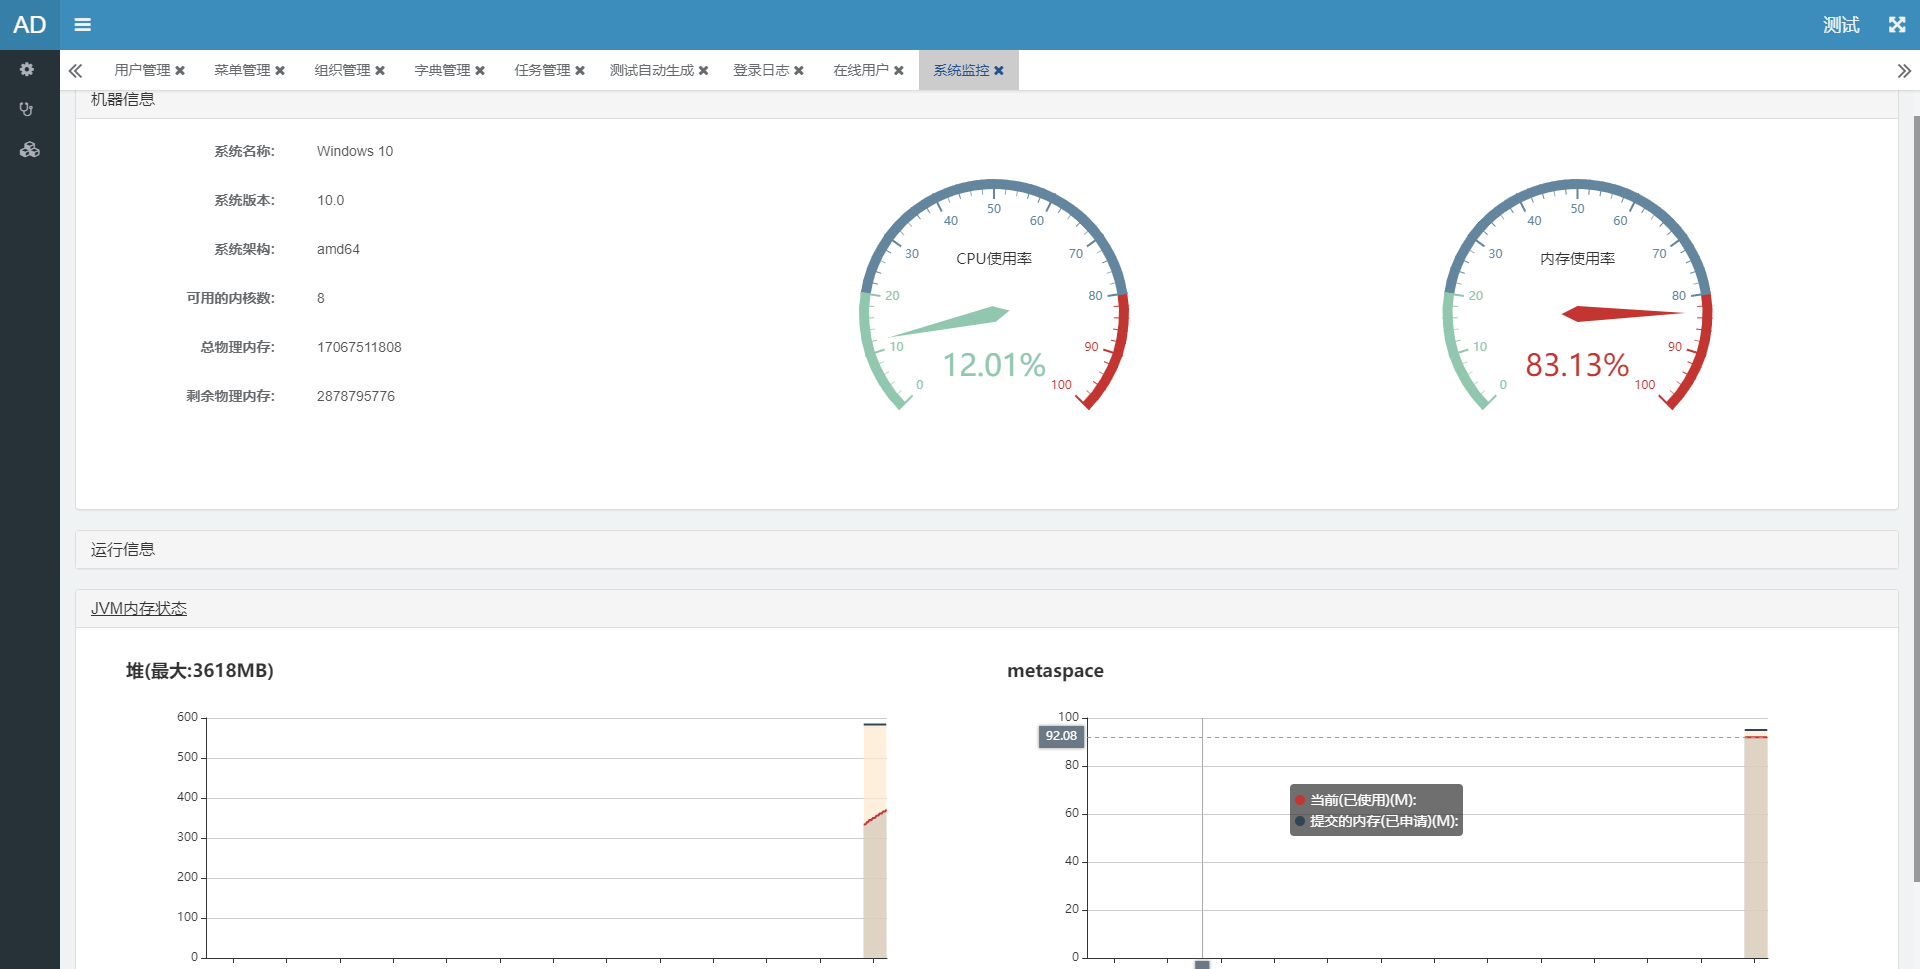 AD
测试
用户管理
菜单管理
组织管理
字典管理
任务管理
测试自动生成
登录日志
在线用户
系统监控
机器信息
系统名称: Windows 10
系统版本: 10.0
系统架构: amd64
可用的内核数: 8
总物理内存: 17067511808
剩余物理内存: 2878795776
0
10
20
30
40
50
60
70
80
90
100
CPU使用率
12.01%
0
10
20
30
40
50
60
70
80
90
100
内存使用率
83.13%
运行信息
JVM内存状态
堆(最大:3618MB)
600
500
400
300
200
100
0
metaspace
100
92.08
80
60
40
20
0
当前(已使用)(M):
提交的内存(已申请)(M):